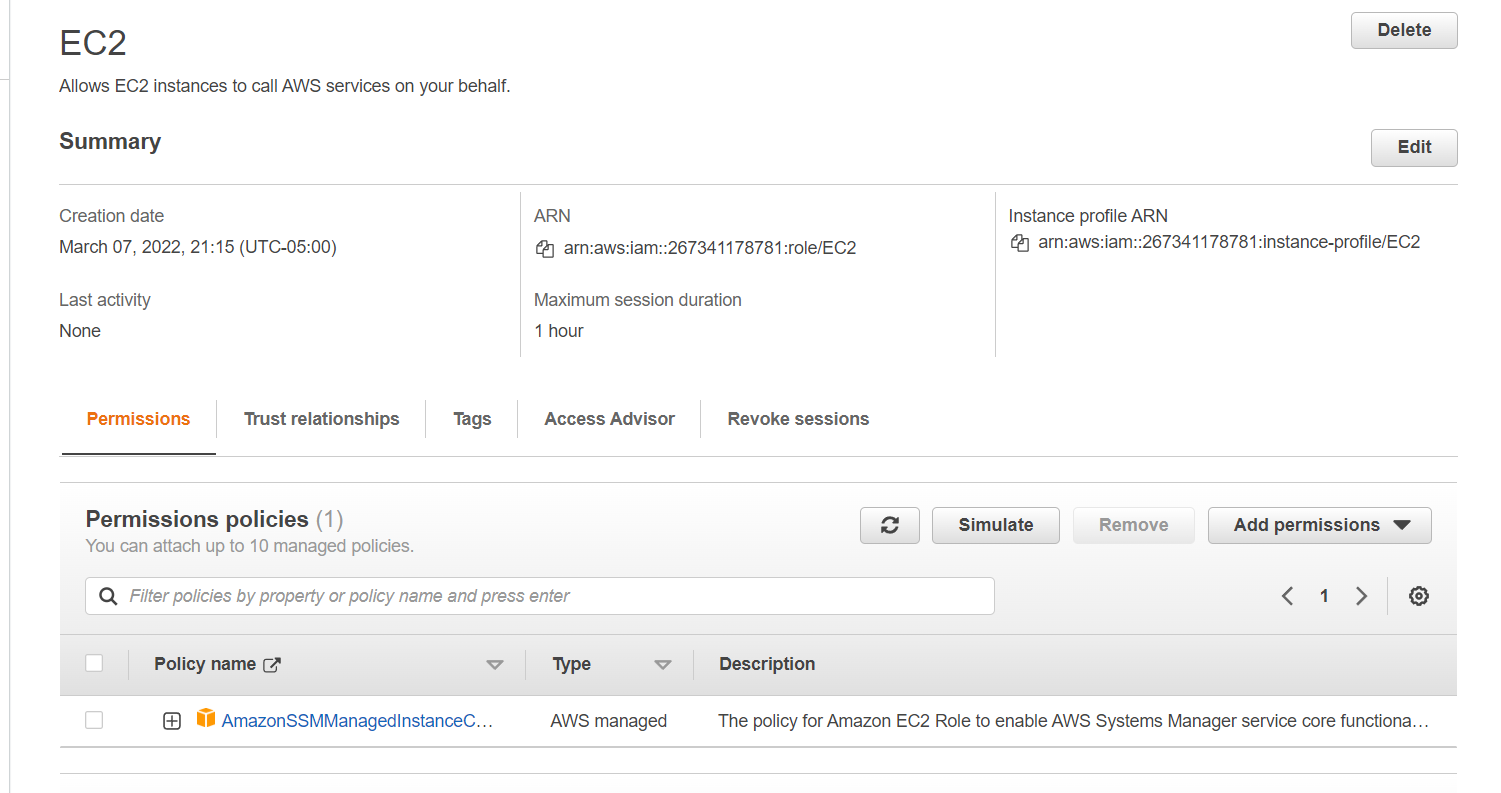 EC2
Delete
Allows EC2 instances to call AWS services on your behalf.
Summary
Edit
Creation date
ARN
Instance profile ARN
March 07, 2022, 21:15 (UTC-05:00)
arn:aws:iam::267341178781:role/EC2
arn:aws:iam::267341178781:instance-profile/EC2
Last activity
Maximum session duration
None
1 hour
Permissions
Trust relationships
Tags
Access Advisor
Revoke sessions
Permissions policies (1)
Simulate
Remove
Add permissions
You can attach up to 10 managed policies.
Filter policies by property or policy name and press enter
1
Policy name
Type
Description
AmazonSSMManagedInstanceC…
AWS managed
The policy for Amazon EC2 Role to enable AWS Systems Manager service core functiona…